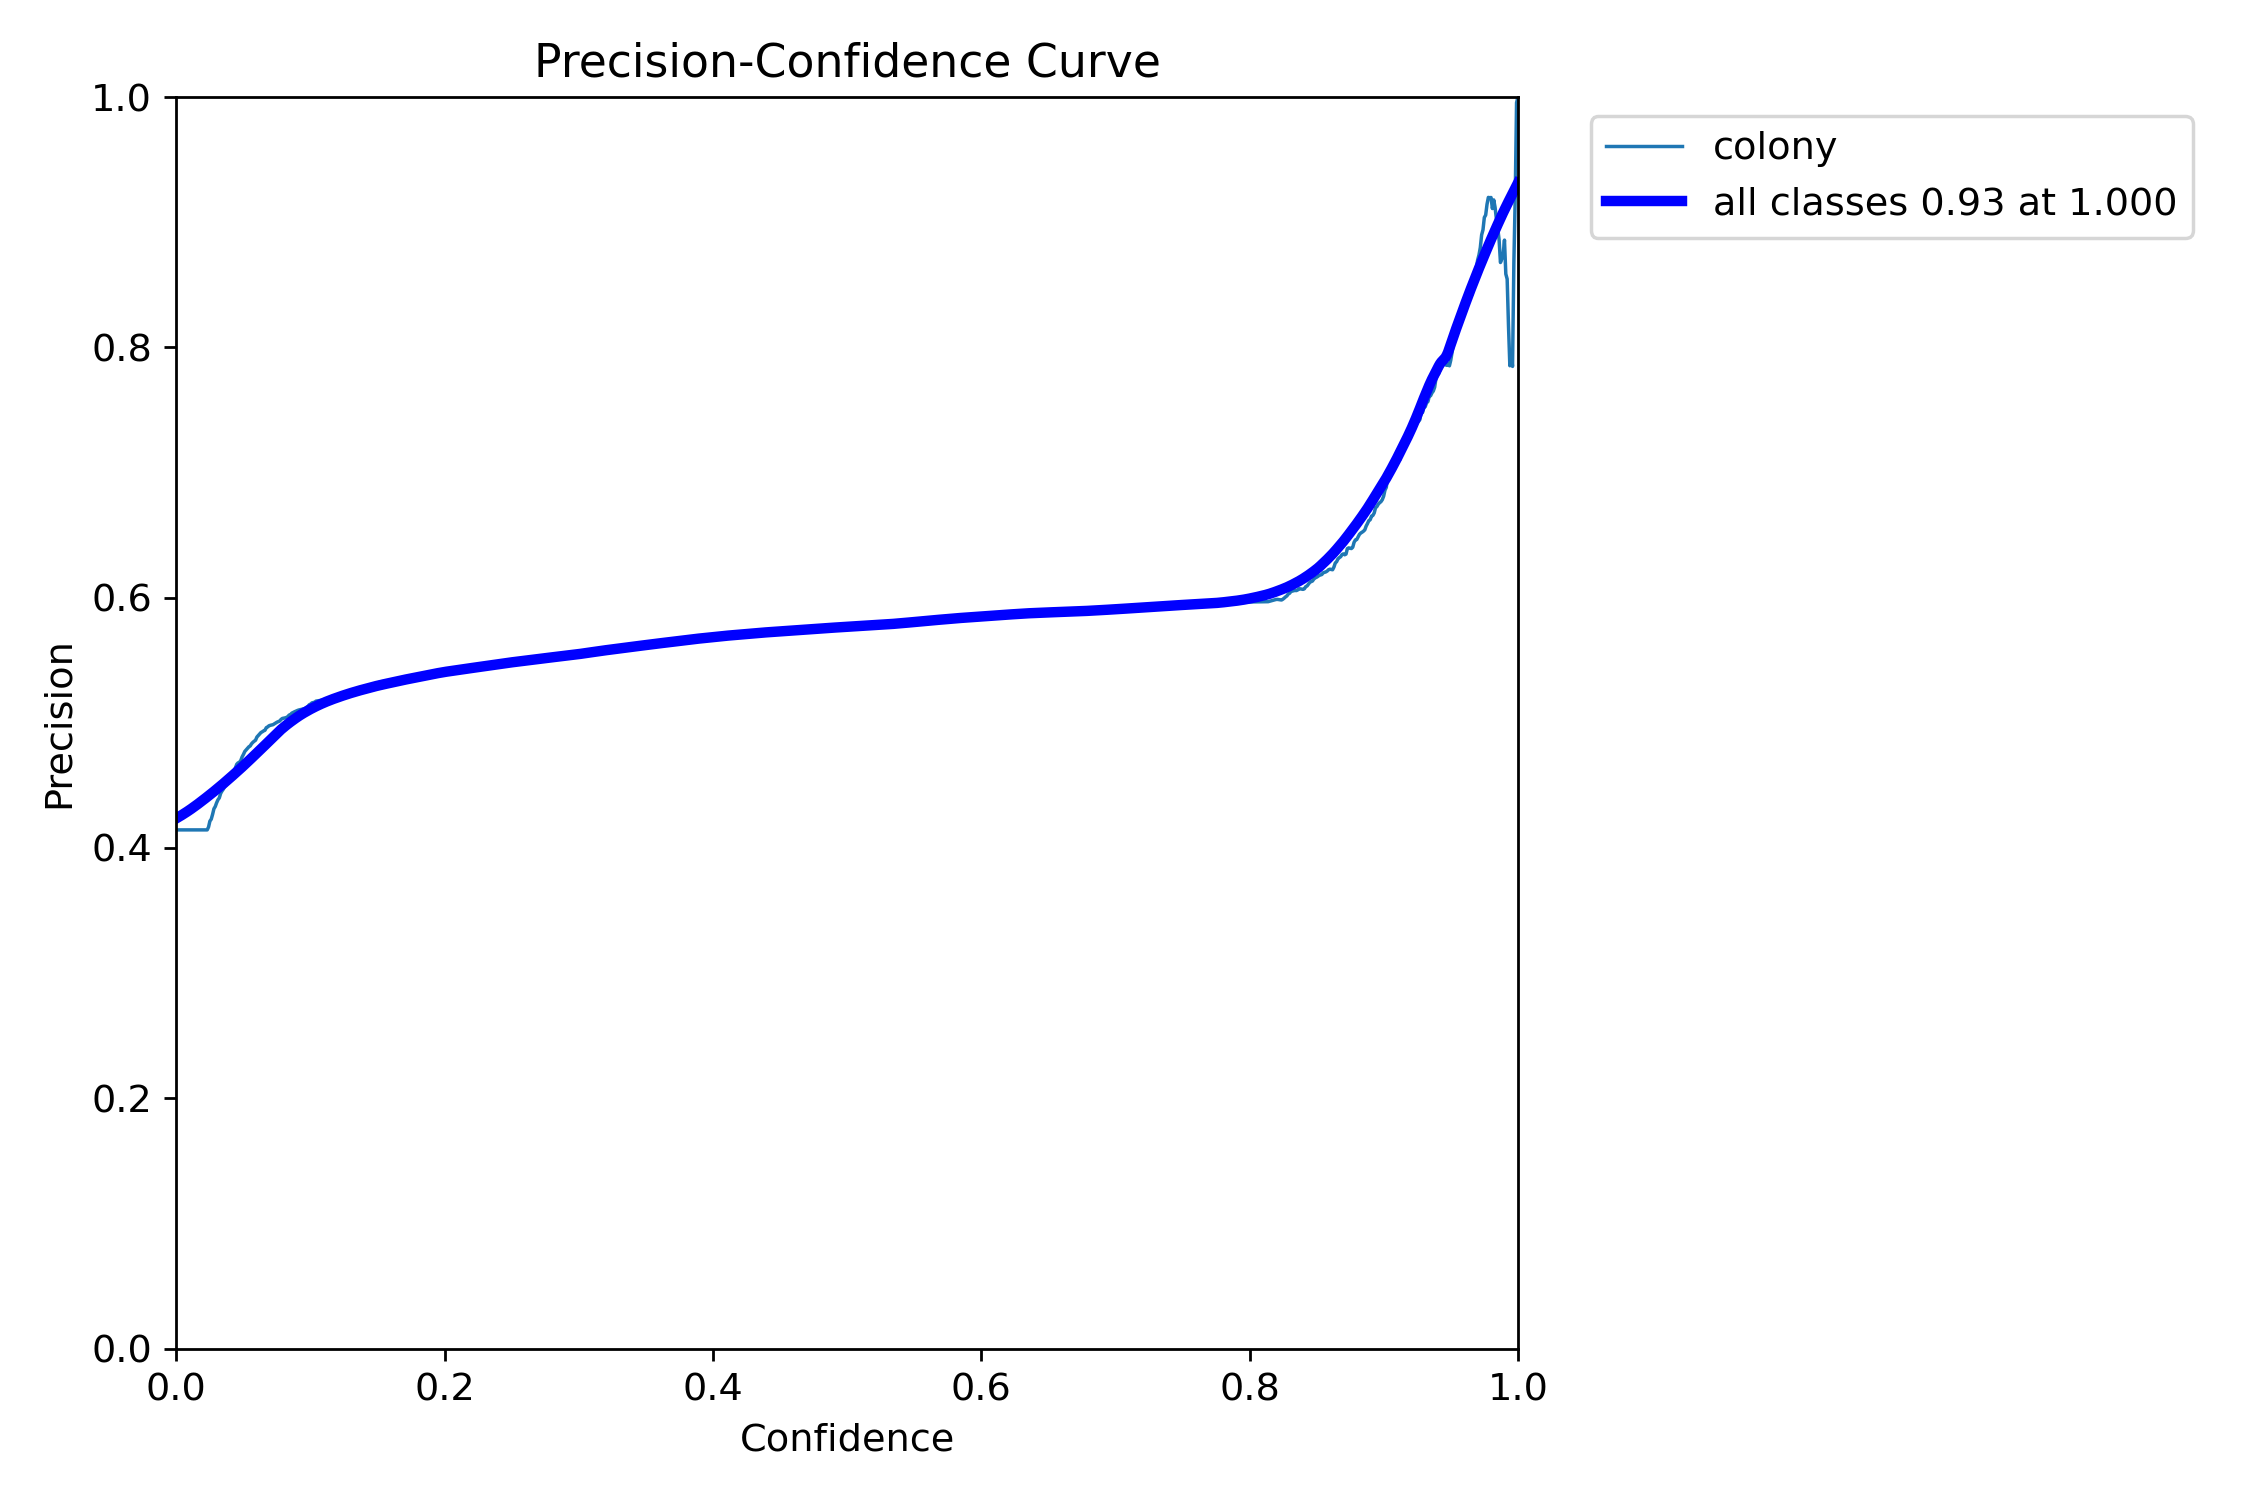 Precision-Confidence Curve
colony
all classes 0.93 at 1.000
Precision
1.0
0.8
0.6
0.4
0.2
0.0
0.0 0.2 0.4 0.6 0.8 1.0
Confidence